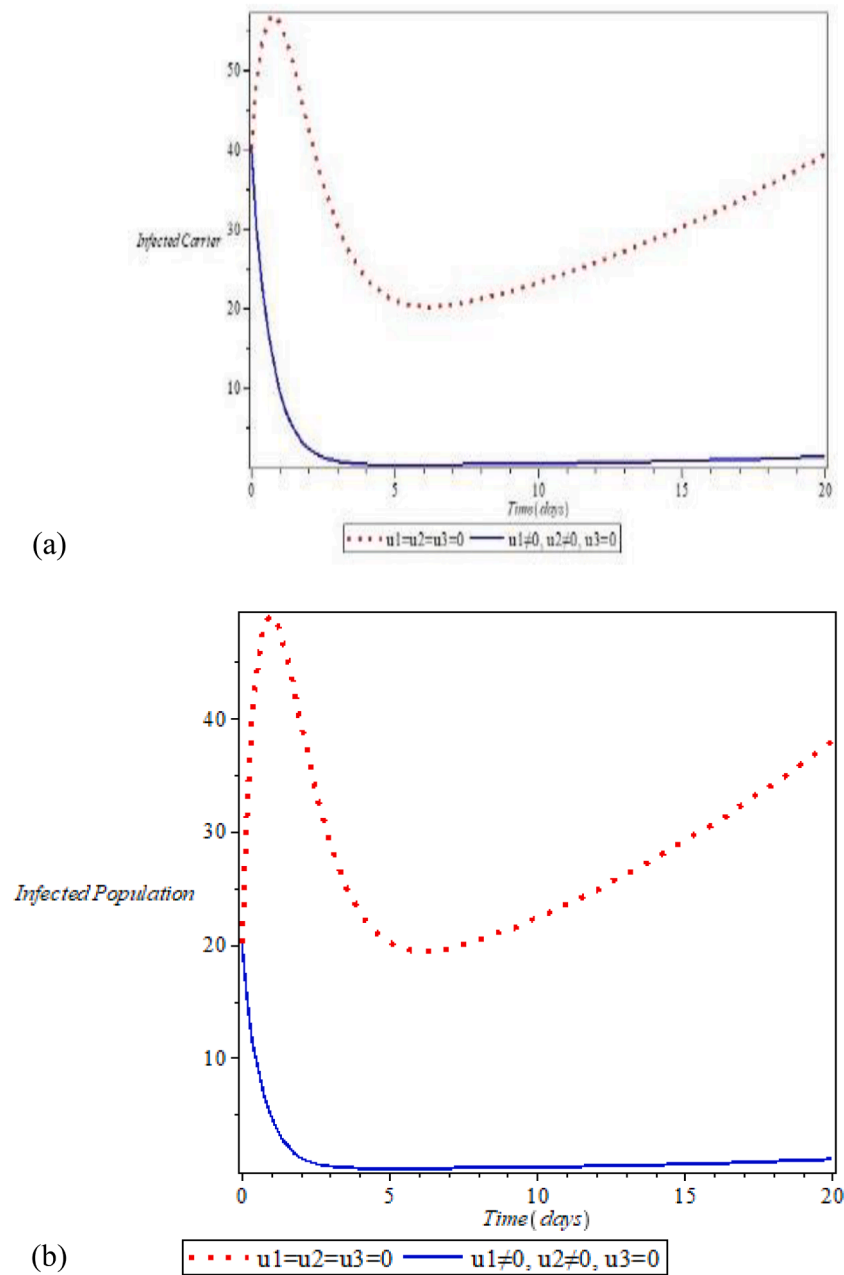 50
40
30
Infected Carrier
20
10
0 5 10 15 20
Time(days)
u1=u2=u3=0 u1≠0, u2≠0, u3=0
(a)
40
30
Infected Population
20
10
0 5 10 15 20
Time(days)
(b) u1=u2=u3=0 u1≠0, u2≠0, u3=0